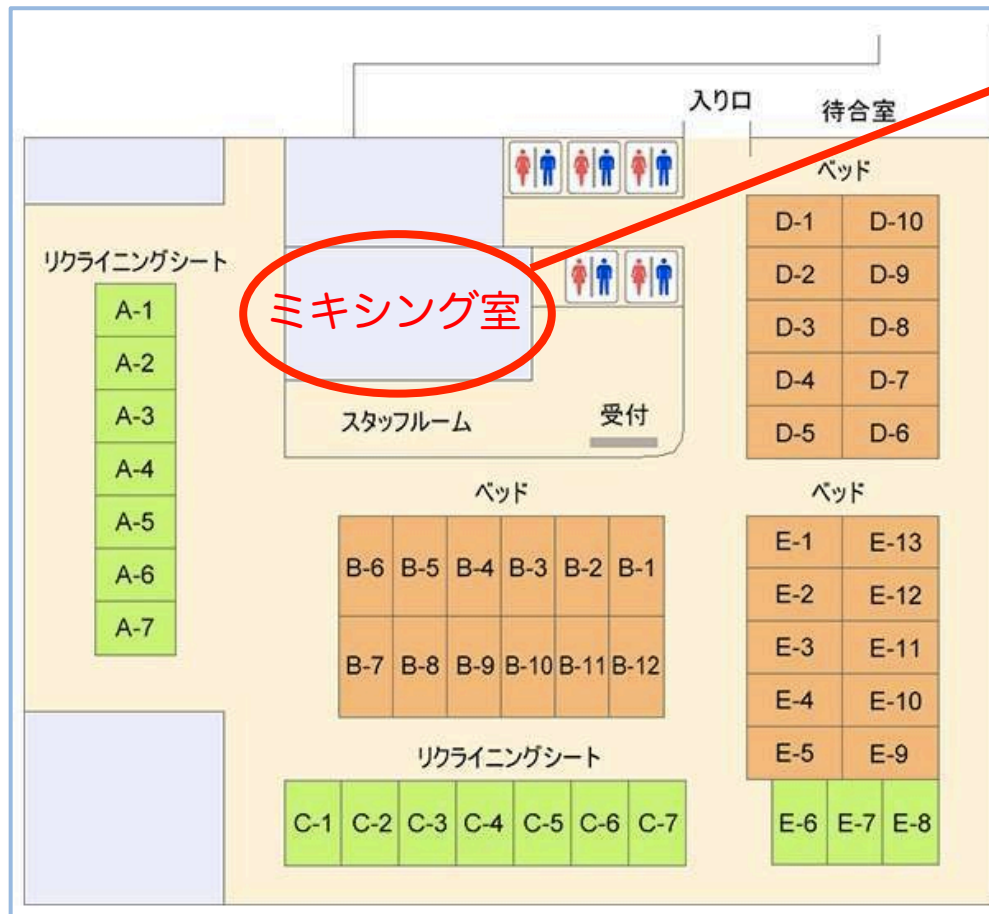 入り口
待合室
ベッド
D-1 D-10
D-2 D-9
D-3 D-8
D-4 D-7
D-5 D-6
リクライニングシート
A-1
A-2
A-3
A-4
A-5
A-6
A-7
ミキシング室
スタッフルーム
受付
ベッド
B-6 B-5 B-4 B-3 B-2 B-1
B-7 B-8 B-9 B-10 B-11 B-12
ベッド
E-1 E-13
E-2 E-12
E-3 E-11
E-4 E-10
E-5 E-9
E-6 E-7 E-8
リクライニングシート
C-1 C-2 C-3 C-4 C-5 C-6 C-7